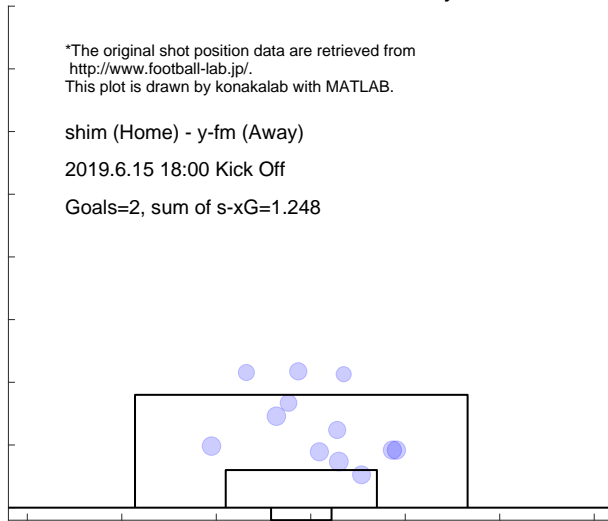 *The original shot position data are retrieved from
http://www.football-lab.jp/.
This plot is drawn by konakalab with MATLAB.
shim (Home) - y-fm (Away)
2019.6.15 18:00 Kick Off
Goals=2, sum of s-xG=1.248